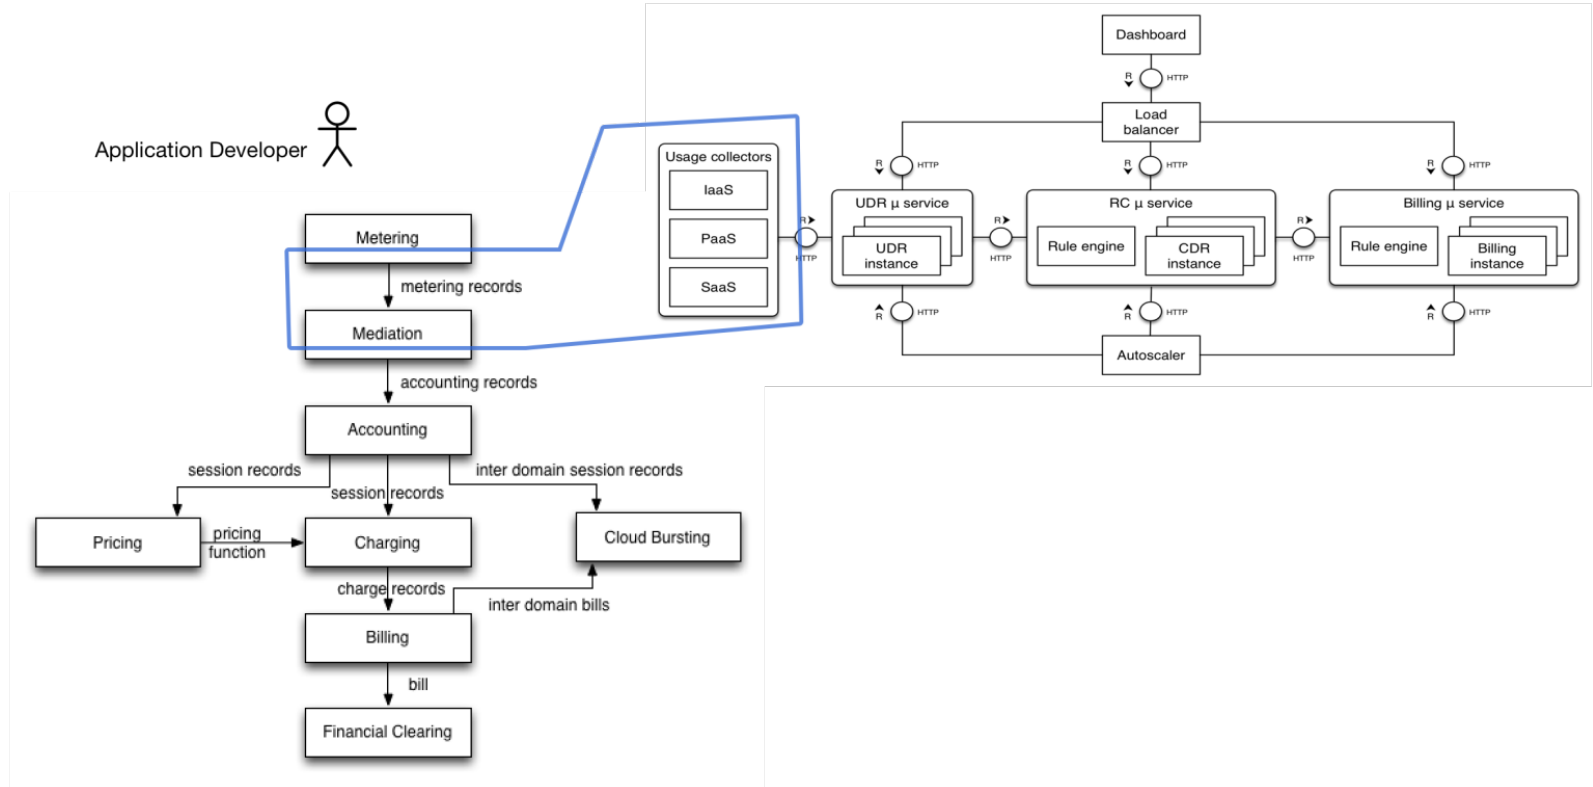 Application Developer
Metering
metering records
Mediation
accounting records
Accounting
session records
session records
inter domain session records
Pricing
pricing
function
Charging
Cloud Bursting
charge records
inter domain bills
Billing
bill
Financial Clearing
Dashboard
R
HTTP
Load
balancer
R
HTTP
R
HTTP
R
HTTP
Usage collectors
IaaS
PaaS
SaaS
R
HTTP
UDR μ service
UDR
instance
R
HTTP
RC μ service
Rule engine
CDR
instance
R
HTTP
Billing μ service
Rule engine
Billing
instance
R
HTTP
R
HTTP
R
HTTP
Autoscaler